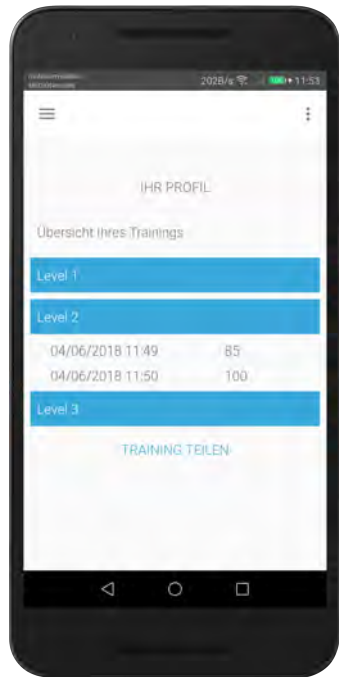 202B/s 11:53
IHR PROFIL
Übersicht Ihres Trainings
Level 1
Level 2
04/06/2018 11:49 85
04/06/2018 11:50 100
Level 3
TRAINING TEILEN